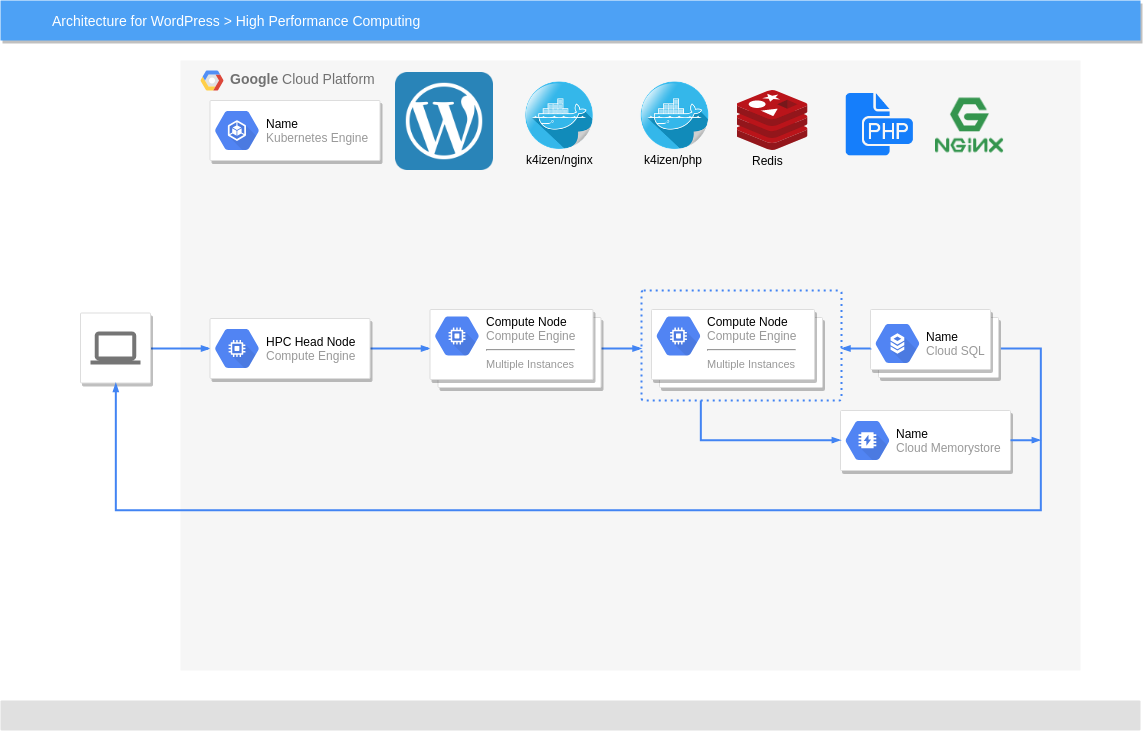 Architecture for WordPress > High Performance Computing
Google Cloud Platform
Name
Kubernetes Engine
k4izen/nginx
k4izen/php
Redis
PHP
NGINX
HPC Head Node
Compute Engine
Compute Node
Compute Engine
Multiple Instances
Compute Node
Compute Engine
Multiple Instances
Name
Cloud SQL
Name
Cloud Memorystore